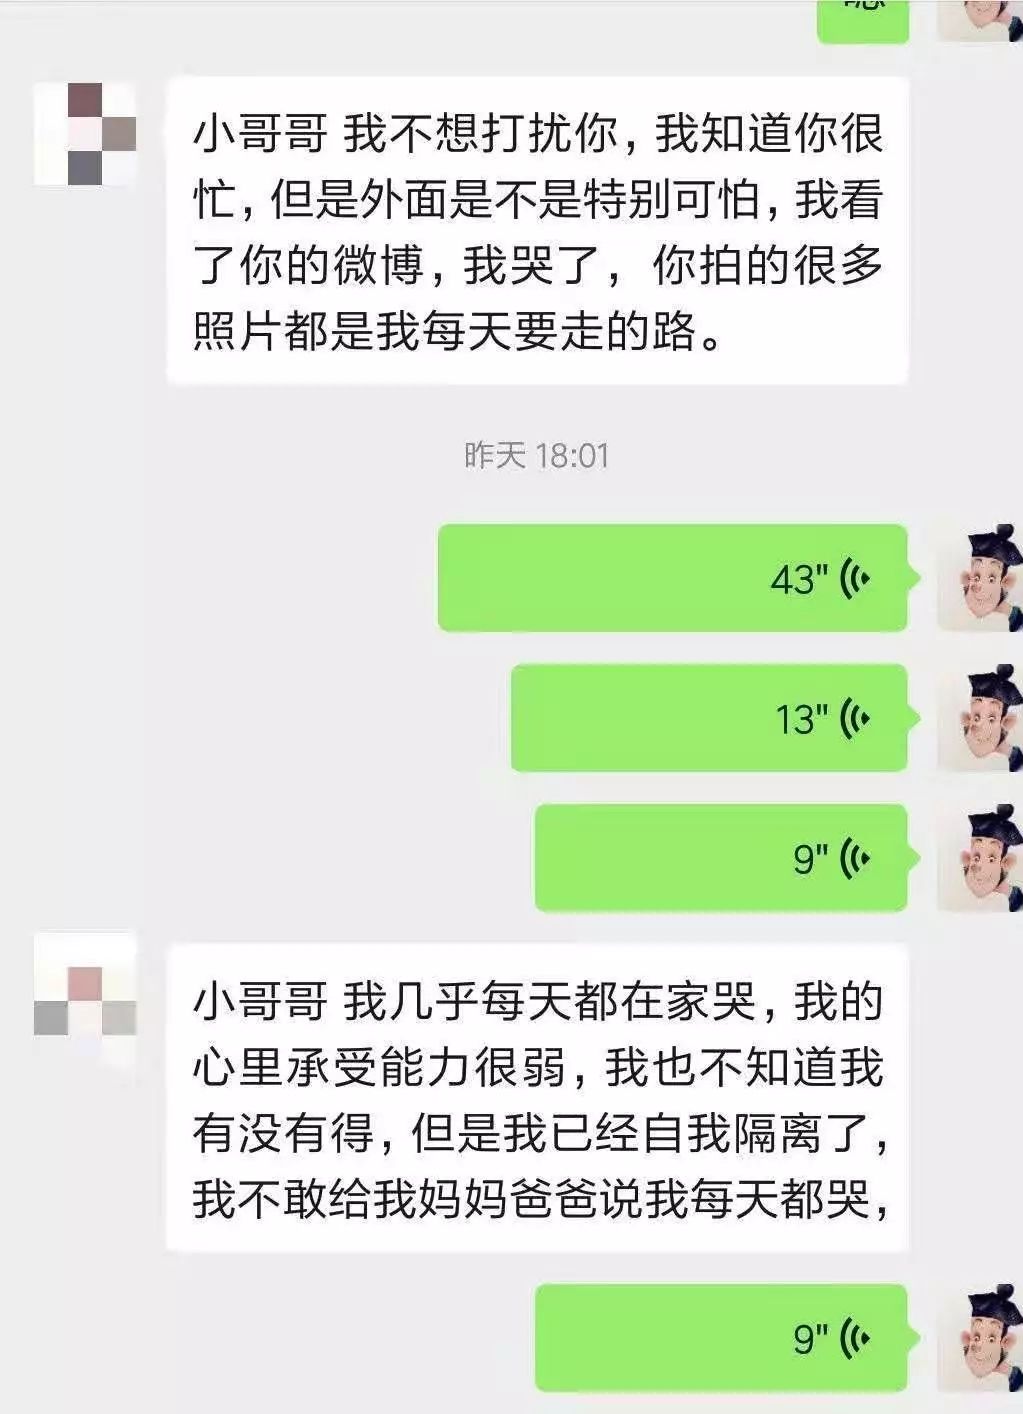 小哥哥 我不想打扰你，我知道你很
忙，但是外面是不是特别可怕，我看
了你的微博，我哭了，你拍的很多
照片都是我每天要走的路。
昨天 18:01
43"
13"
9"
小哥哥 我几乎每天都在家哭，我的
心里承受能力很弱，我也不知道我
有没有得，但是我已经自我隔离了，
我不敢给我妈妈爸爸说我每天都哭，
9"